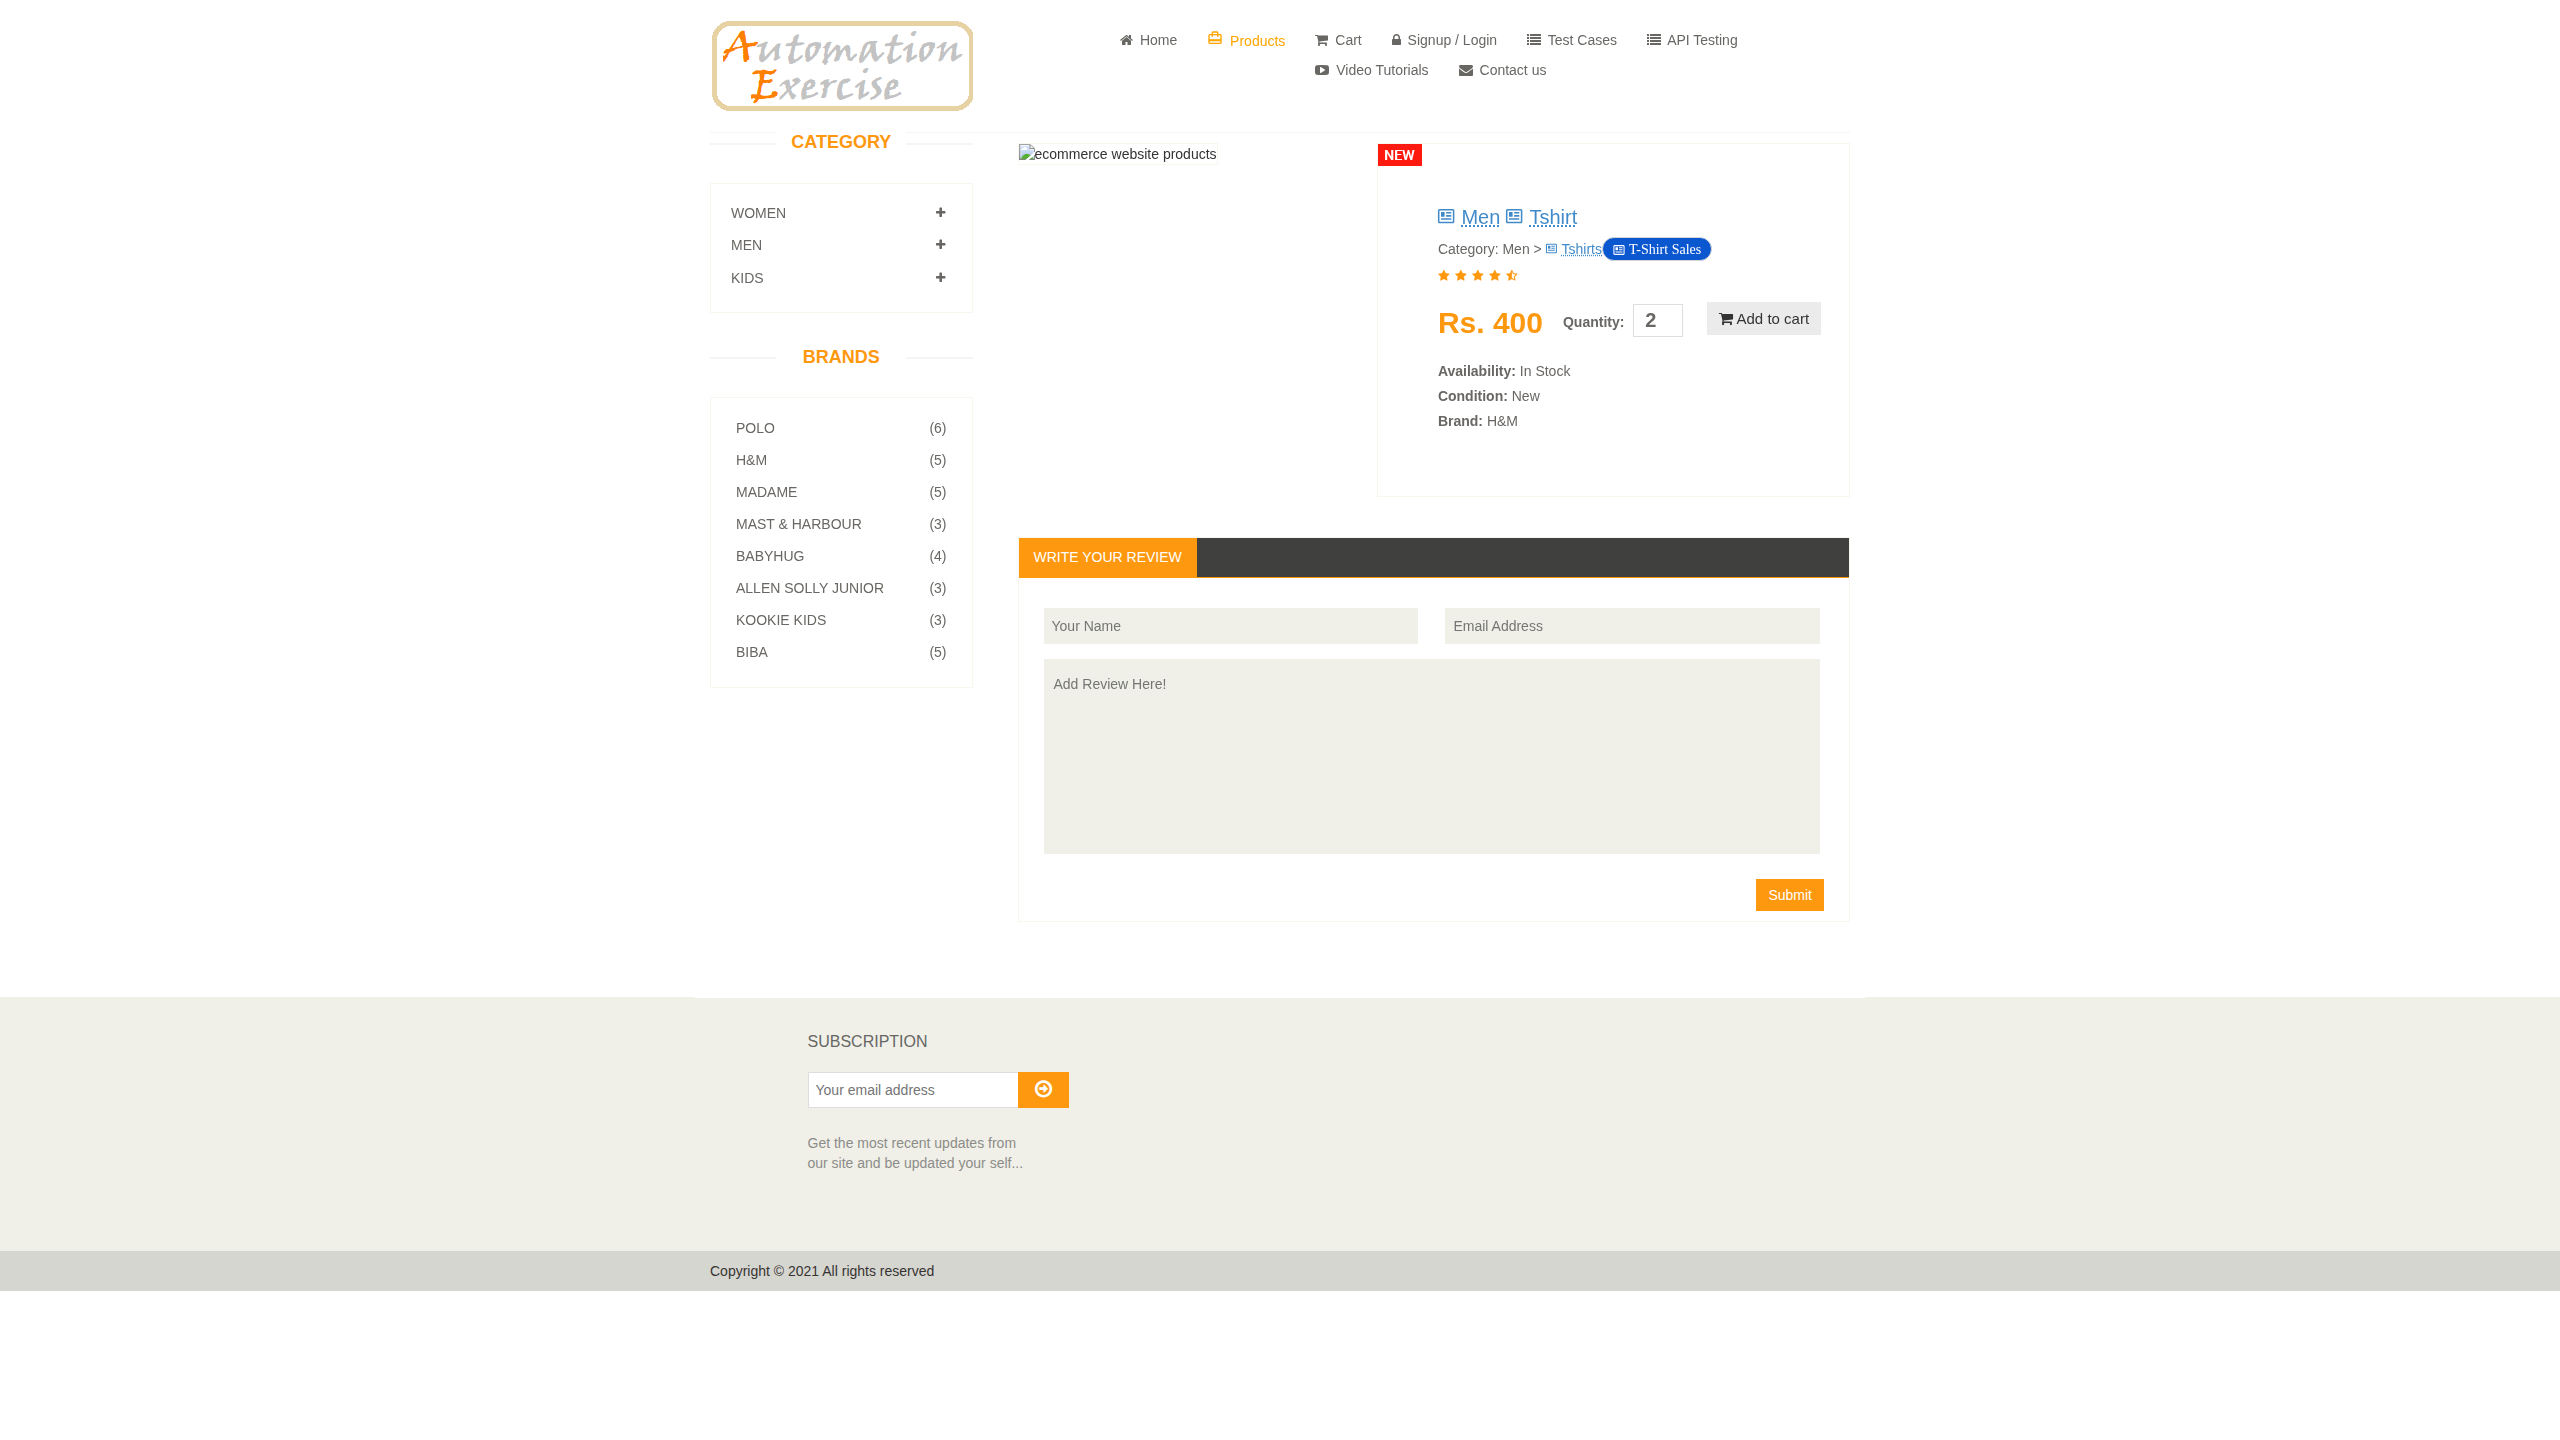 Automation
Exercise
Home
Products
Cart
Signup / Login
Test Cases
API Testing
Video Tutorials
Contact us
CATEGORY
WOMEN
MEN
KIDS
BRANDS
POLO (6)
H&M (5)
MADAME (5)
MAST & HARBOUR (3)
BABYHUG (4)
ALLEN SOLLY JUNIOR (3)
KOOKIE KIDS (3)
BIBA (5)
ecommerce website products
NEW
Men Tshirt
Category: Men > Tshirts T-Shirt Sales
Rs. 400 Quantity: 2 Add to cart
Availability: In Stock
Condition: New
Brand: H&M
WRITE YOUR REVIEW
Your Name
Email Address
Add Review Here!
Submit
SUBSCRIPTION
Your email address
Get the most recent updates from
our site and be updated your self...
Copyright © 2021 All rights reserved